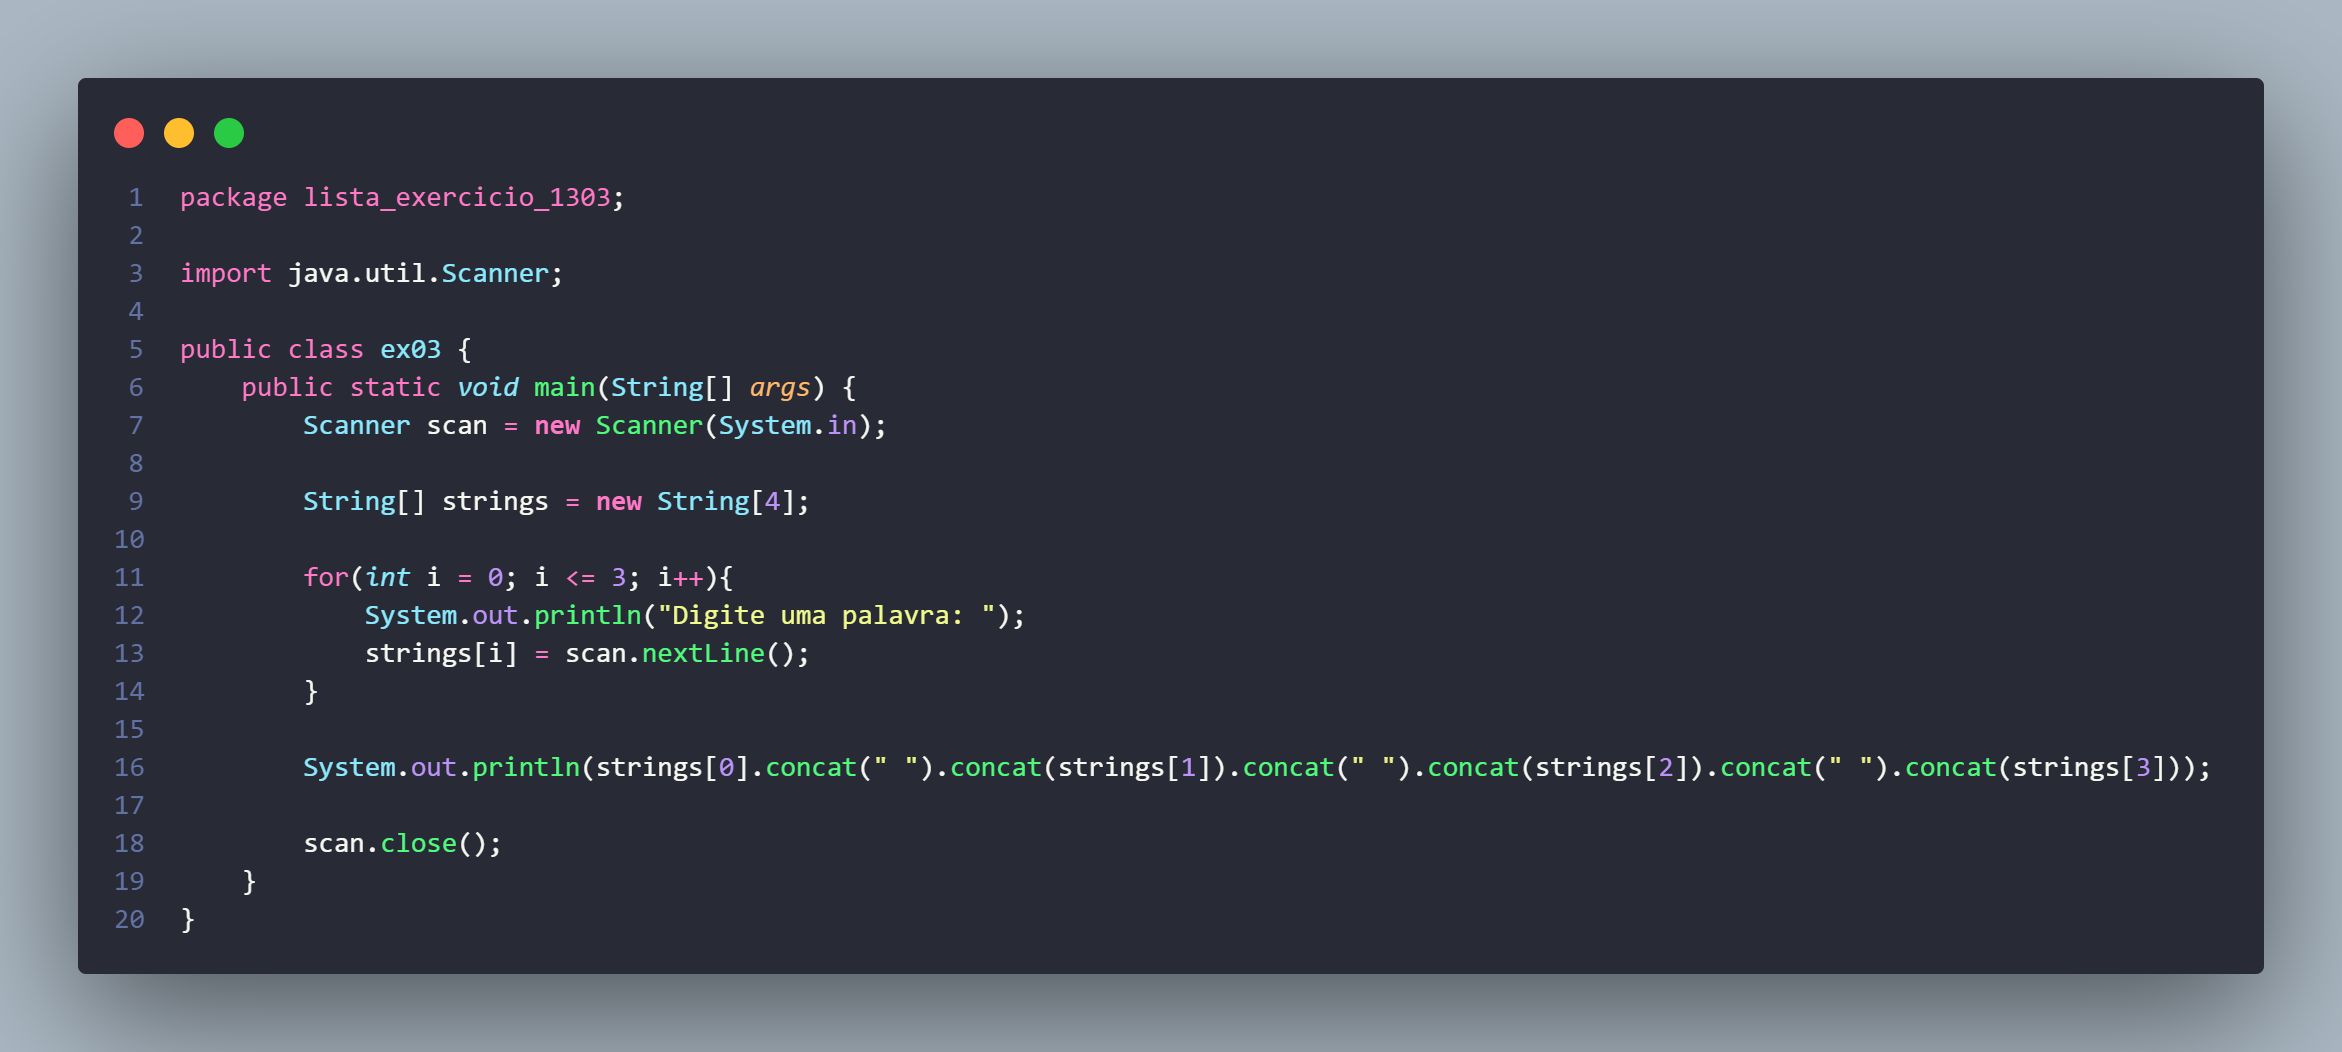 1 package lista_exercicio_1303;
2
3 import java.util.Scanner;
4
5 public class ex03 {
6     public static void main(String[] args) {
7         Scanner scan = new Scanner(System.in);
8
9         String[] strings = new String[4];
10
11         for(int i = 0; i <= 3; i++){
12             System.out.println("Digite uma palavra: ");
13             strings[i] = scan.nextLine();
14         }
15
16         System.out.println(strings[0].concat(" ").concat(strings[1]).concat(" ").concat(strings[2]).concat(" ").concat(strings[3]));
17
18         scan.close();
19     }
20 }